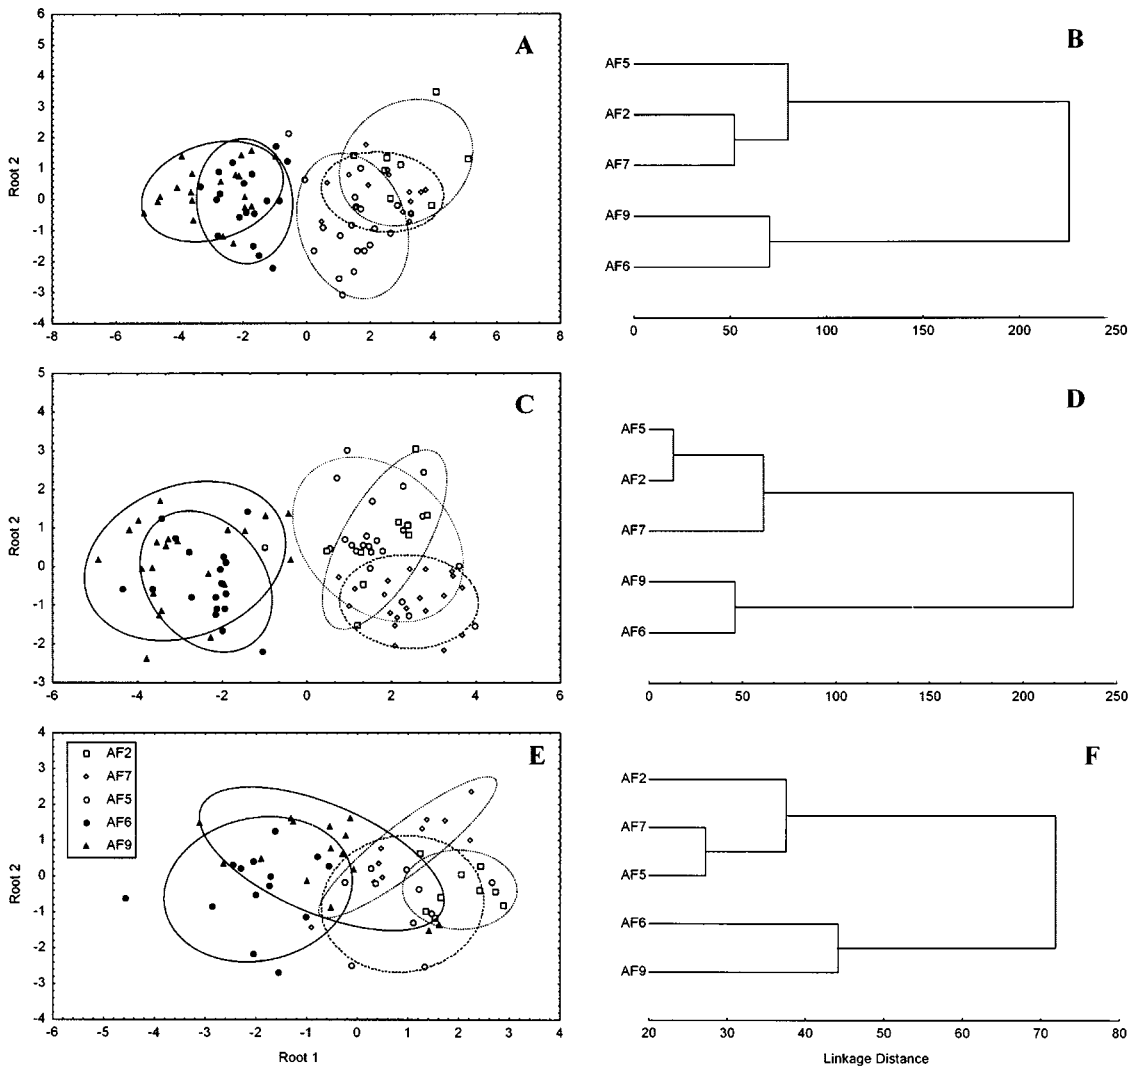 A
6
5
4
3
2
1
0
-1
-2
-3
-4
Root 2
-8 -6 -4 -2 0 2 4 6 8
B
AF5
AF2
AF7
AF9
AF6
0 50 100 150 200 245
C
5
4
3
2
1
0
-1
-2
-3
Root 2
-6 -4 -2 0 2 4 6
D
AF5
AF2
AF7
AF9
AF6
0 50 100 150 200 250
E
4
3
2
1
0
-1
-2
-3
-4
Root 2
AF2
AF7
AF5
AF6
AF9
-6 -5 -4 -3 -2 -1 0 1 2 3 4
Root 1
F
AF2
AF7
AF5
AF6
AF9
20 30 40 50 60 70 80
Linkage Distance